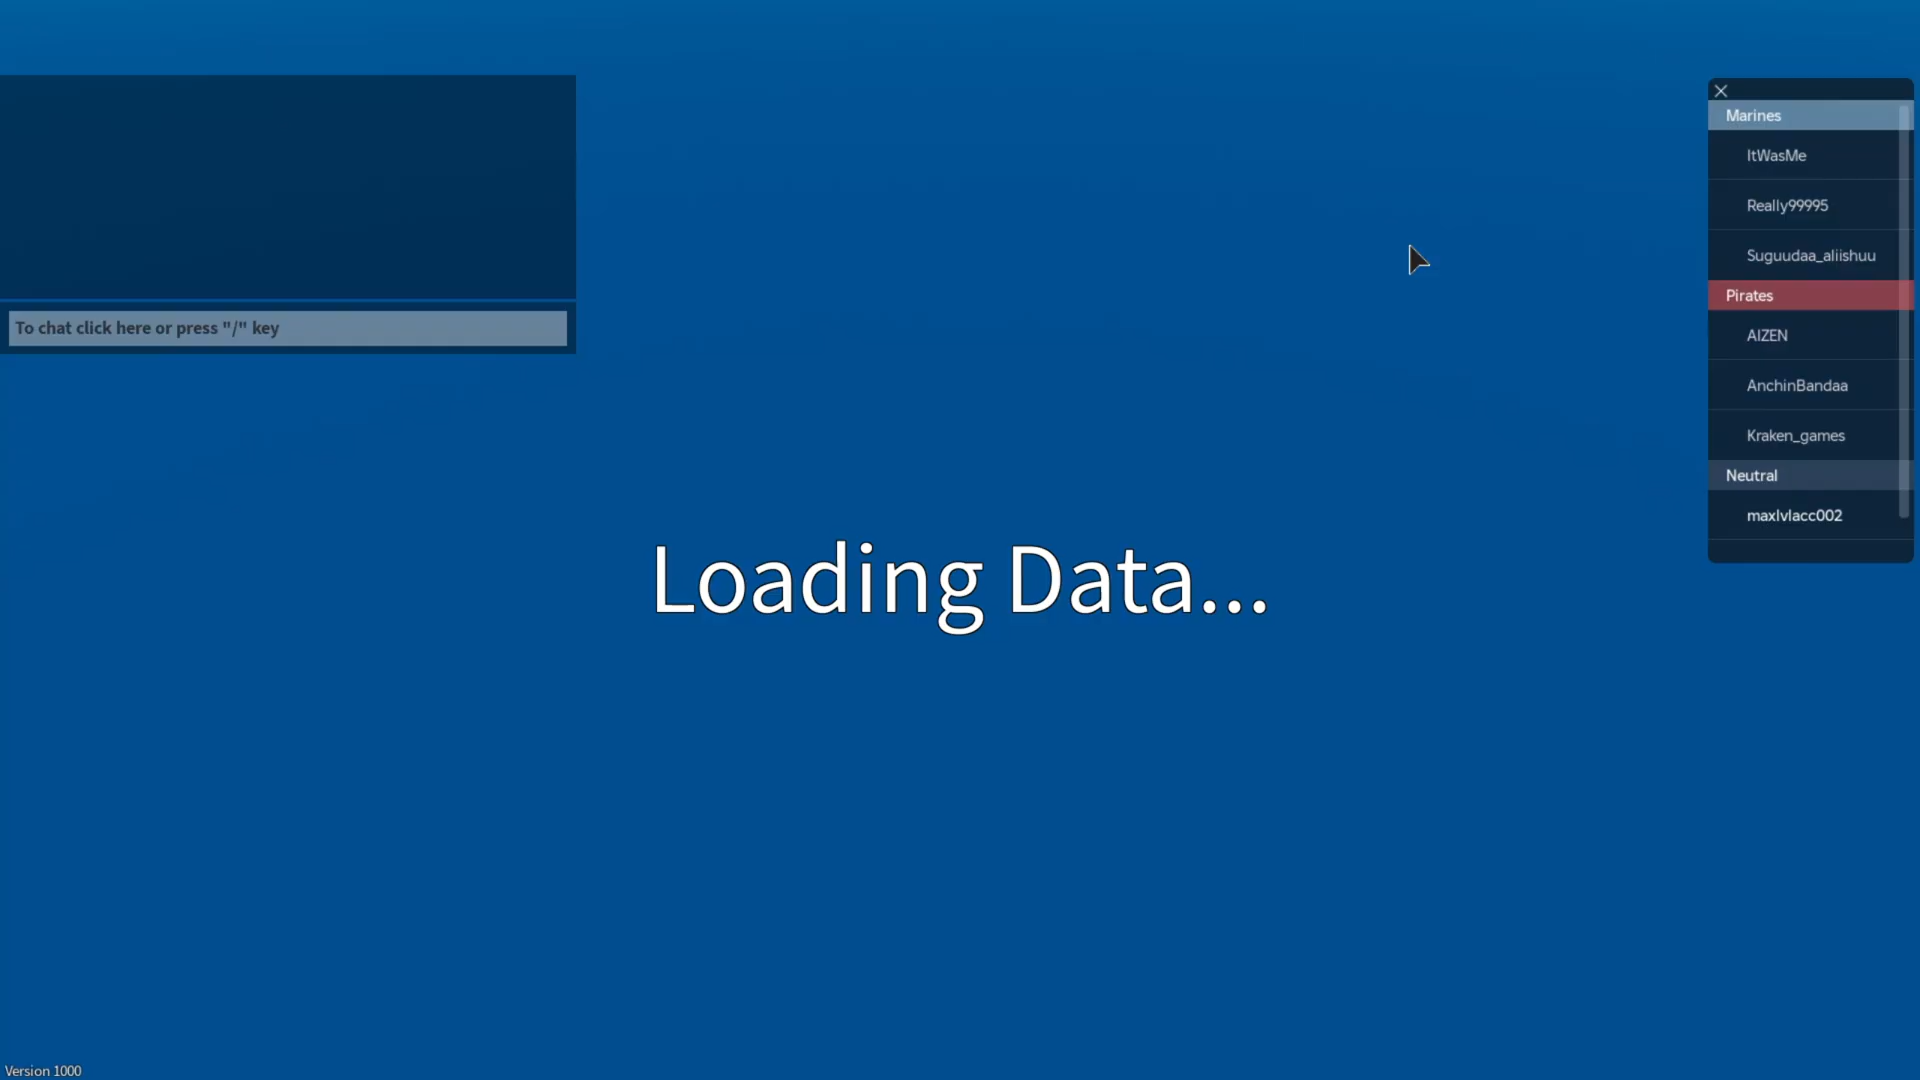 To chat click here or press "/" key
Marines
ItWasMe
Really99995
Suguudaa_aliishuu
Pirates
AIZEN
AnchinBandaa
Kraken_games
Neutral
maxlvlacc002
Loading Data...
Version 1000